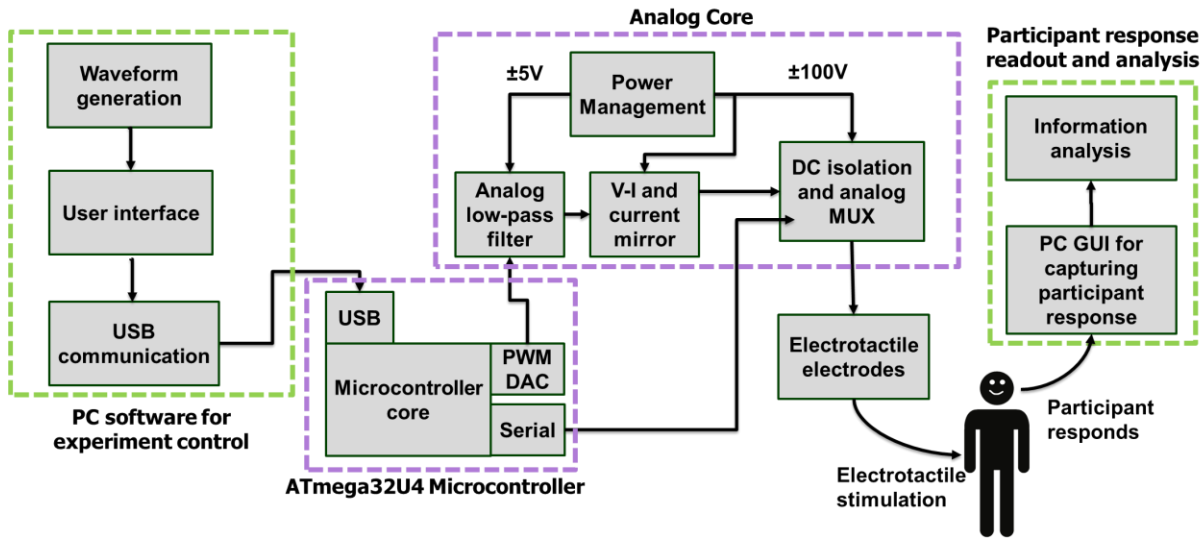 Analog Core
Waveform
generation
User interface
USB
communication
PC software for
experiment control
±5V
Power
Management
±100V
Analog
low-pass
filter
V-I and
current
mirror
DC isolation
and analog
MUX
USB
Microcontroller
core
PWM
DAC
Serial
ATmega32U4 Microcontroller
Electrotactile
electrodes
Electrotactile
stimulation
Participant
responds
Participant response
readout and analysis
Information
analysis
PC GUI for
capturing
participant
response